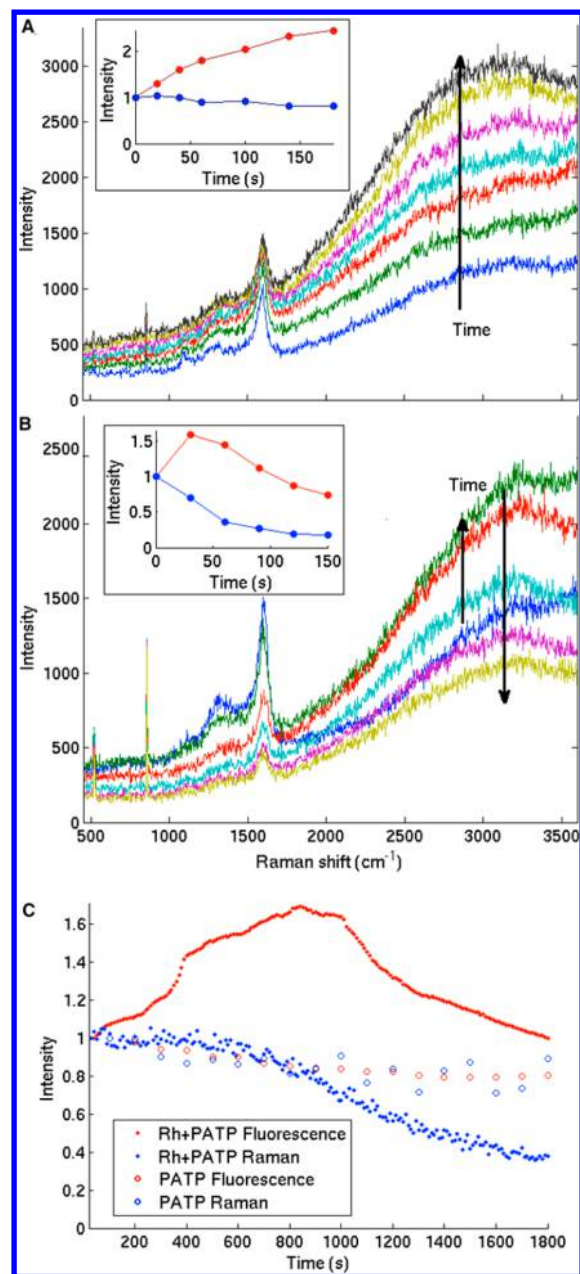 A
3000
2500
2000
1500
1000
500
0
Intensity
2
1
0
Intensity
0 50 100 150
Time (s)
Time
B
2500
2000
1500
1000
500
0
Intensity
1.5
1
0.5
0
Intensity
0 50 100 150
Time (s)
Time
500 1000 1500 2000 2500 3000
Raman shift (cm⁻¹)
C
1.6
1.4
1.2
1
0.8
0.6
0.4
0.2
0
Intensity
Rh+PATP Fluorescence
Rh+PATP Raman
PATP Fluorescence
PATP Raman
200 400 600 800 1000 1200 1400 1600 1800
Time (s)